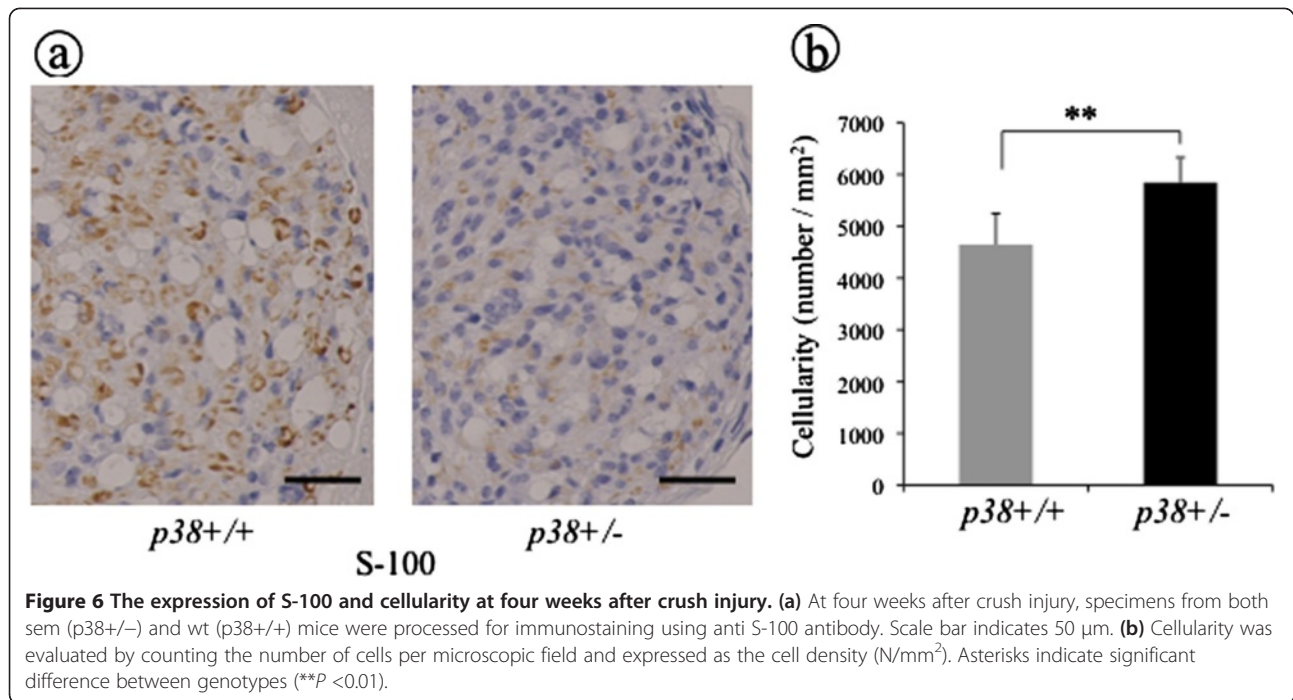 a
b
**
7000
6000
5000
4000
3000
2000
1000
0
Cellularity (number / mm²)
p38+/+
p38+/-
p38+/+
p38+/-
S-100
Figure 6 The expression of S-100 and cellularity at four weeks after crush injury. (a) At four weeks after crush injury, specimens from both
sem (p38+/−) and wt (p38+/+) mice were processed for immunostaining using anti S-100 antibody. Scale bar indicates 50 μm. (b) Cellularity was
evaluated by counting the number of cells per microscopic field and expressed as the cell density (N/mm²). Asterisks indicate significant
difference between genotypes (**P <0.01).